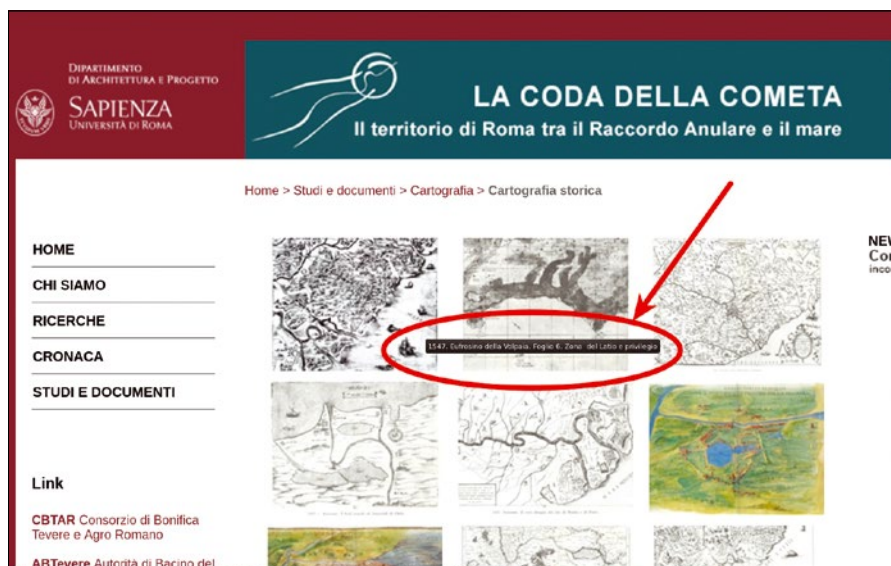 DIPARTIMENTO
DI ARCHITETTURA E PROGETTO
SAPIENZA
UNIVERSITÀ DI ROMA
LA CODA DELLA COMETA
Il territorio di Roma tra il Raccordo Anulare e il mare
Home > Studi e documenti > Cartografia > Cartografia storica
HOME
CHI SIAMO
RICERCHE
CRONACA
STUDI E DOCUMENTI
1547. Eufrosino della Volpaia. Foglio 6. Zona del Latio e privilegio
Link
CBTAR Consorzio di Bonifica
Tevere e Agro Romano
ABTevere Autorità di Bacino del